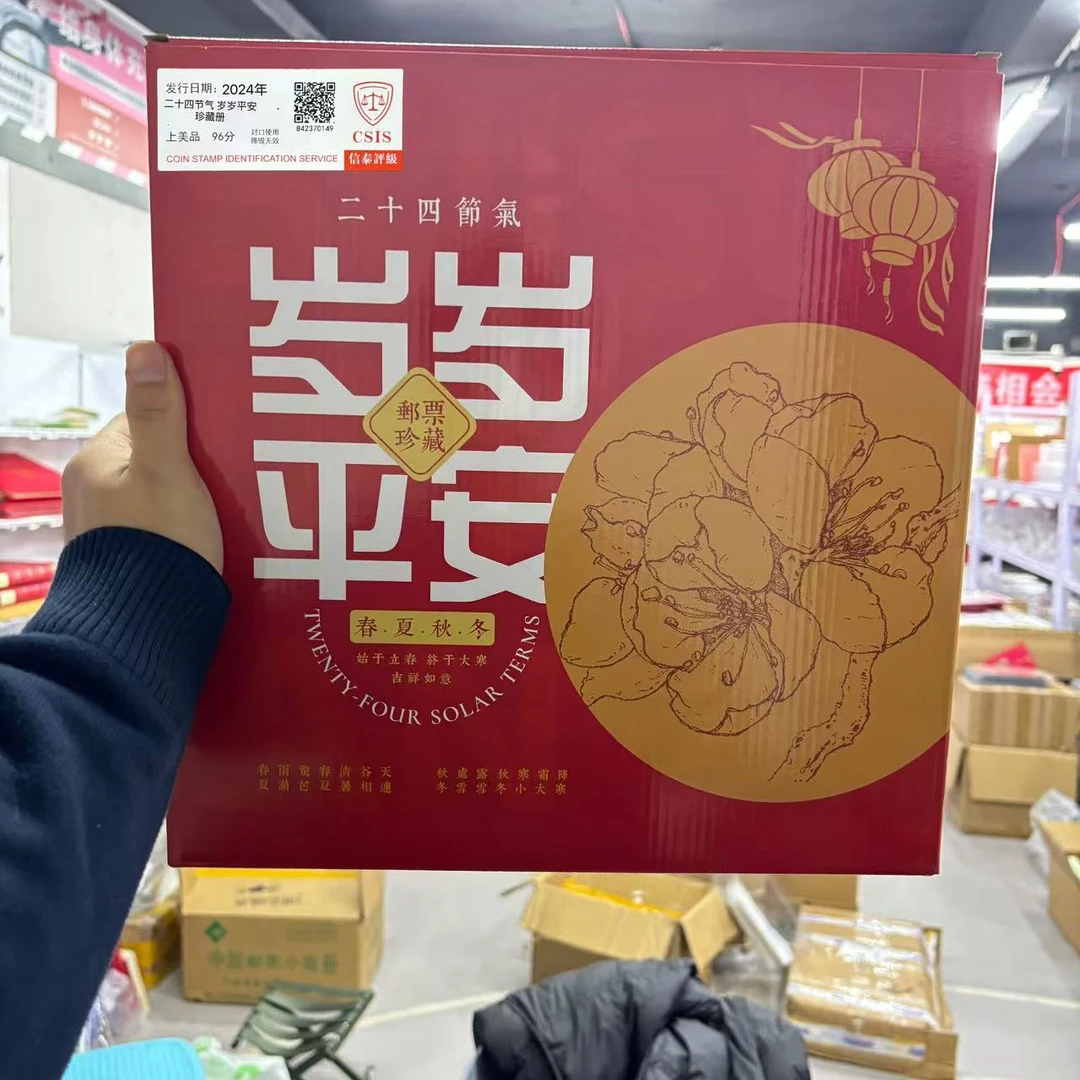 发行日期：2024年
二十四节气 岁岁平安
珍藏册
上美品 96分
封口使用
撕毁无效
842370149
CSIS
COIN STAMP IDENTIFICATION SERVICE
信泰評級
二十四節氣
岁岁
平安
郵票
珍藏
春.夏.秋.冬
始于立春 終于大寒
吉祥如意
TWENTY-FOUR SOLAR TERMS
春雨驚春清谷天
夏滿芒夏暑相連
秋處露秋寒霜降
冬雪雪冬小大寒
相会